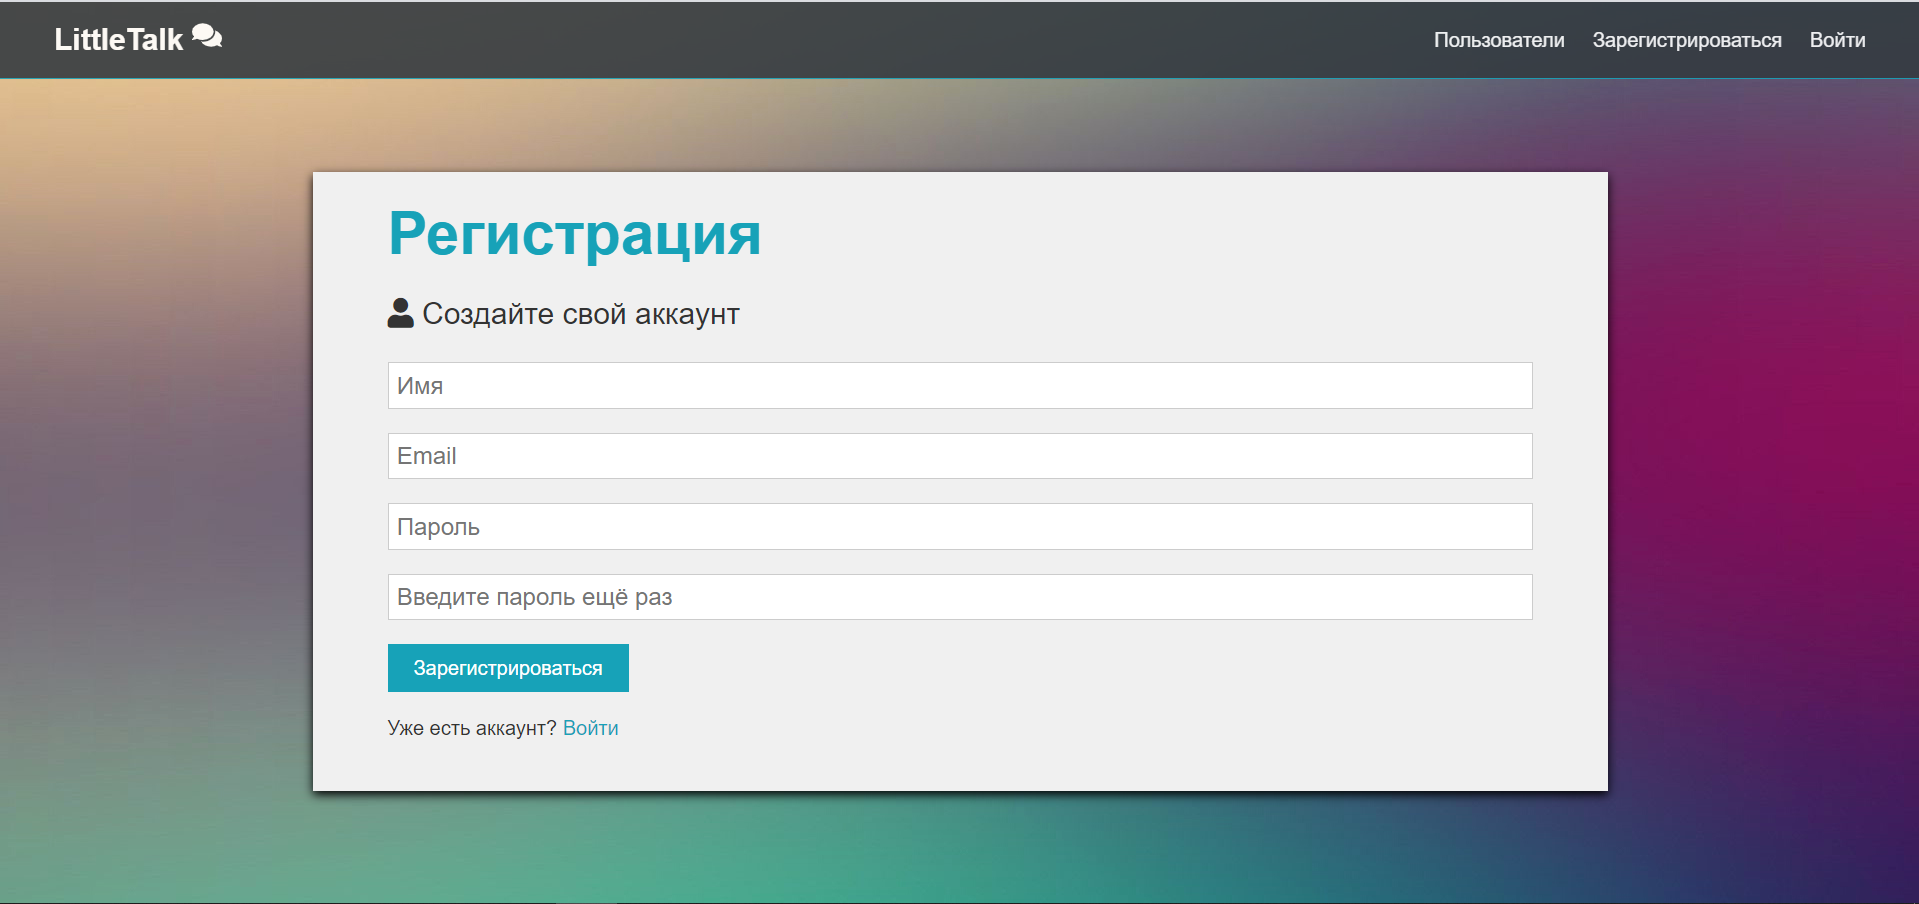 LittleTalk
Пользователи Зарегистрироваться Войти
Регистрация
Создайте свой аккаунт
Имя
Email
Пароль
Введите пароль ещё раз
Зарегистрироваться
Уже есть аккаунт? Войти